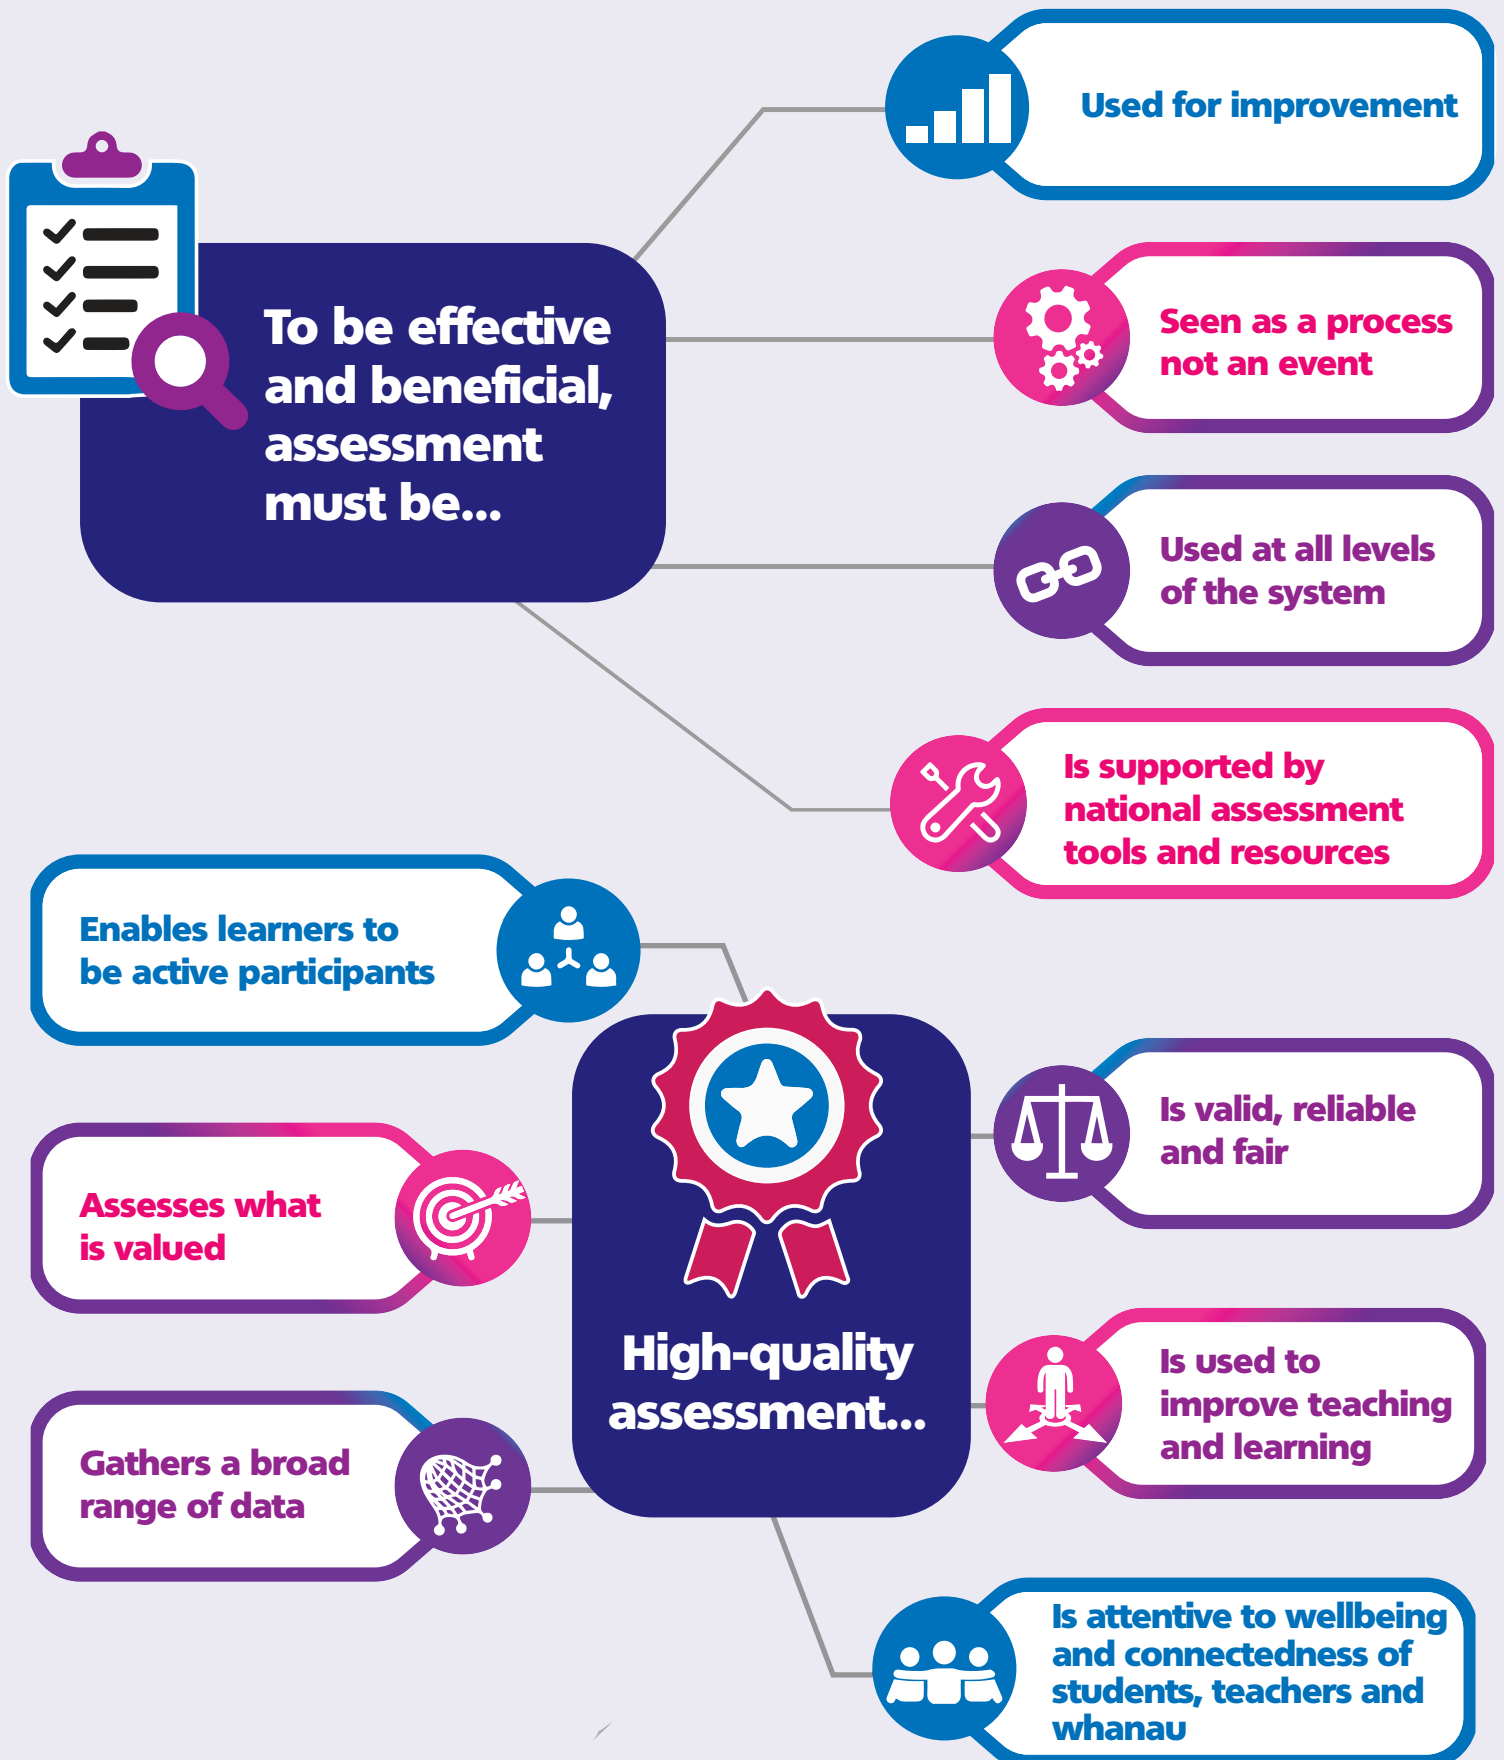 To be effective
and beneficial,
assessment
must be...
Used for improvement
Seen as a process
not an event
Used at all levels
of the system
Is supported by
national assessment
tools and resources
High-quality
assessment...
Enables learners to
be active participants
Assesses what
is valued
Gathers a broad
range of data
Is valid, reliable
and fair
Is used to
improve teaching
and learning
Is attentive to wellbeing
and connectedness of
students, teachers and
whanau